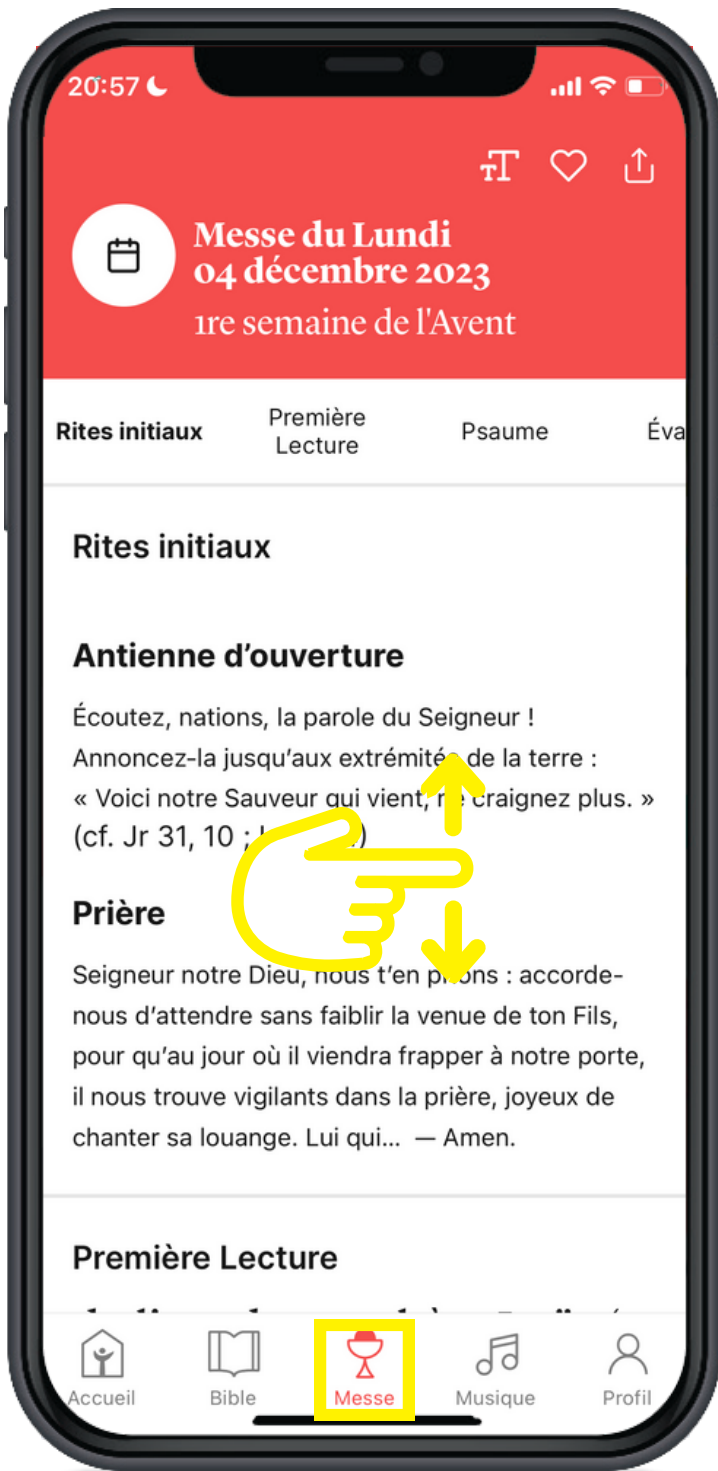 20:57
Messe du Lundi
04 décembre 2023
1re semaine de l'Avent
Rites initiaux
Première
Lecture
Psaume
Éva
Rites initiaux
Antienne d’ouverture
Écoutez, nations, la parole du Seigneur !
Annoncez-la jusqu’aux extrémités de la terre :
« Voici notre Sauveur qui vient, ne craignez plus. »
(cf. Jr 31, 10 ;
Prière
Seigneur notre Dieu, nous t’en prions : accorde-
nous d’attendre sans faiblir la venue de ton Fils,
pour qu’au jour où il viendra frapper à notre porte,
il nous trouve vigilants dans la prière, joyeux de
chanter sa louange. Lui qui... — Amen.
Première Lecture
Accueil
Bible
Messe
Musique
Profil